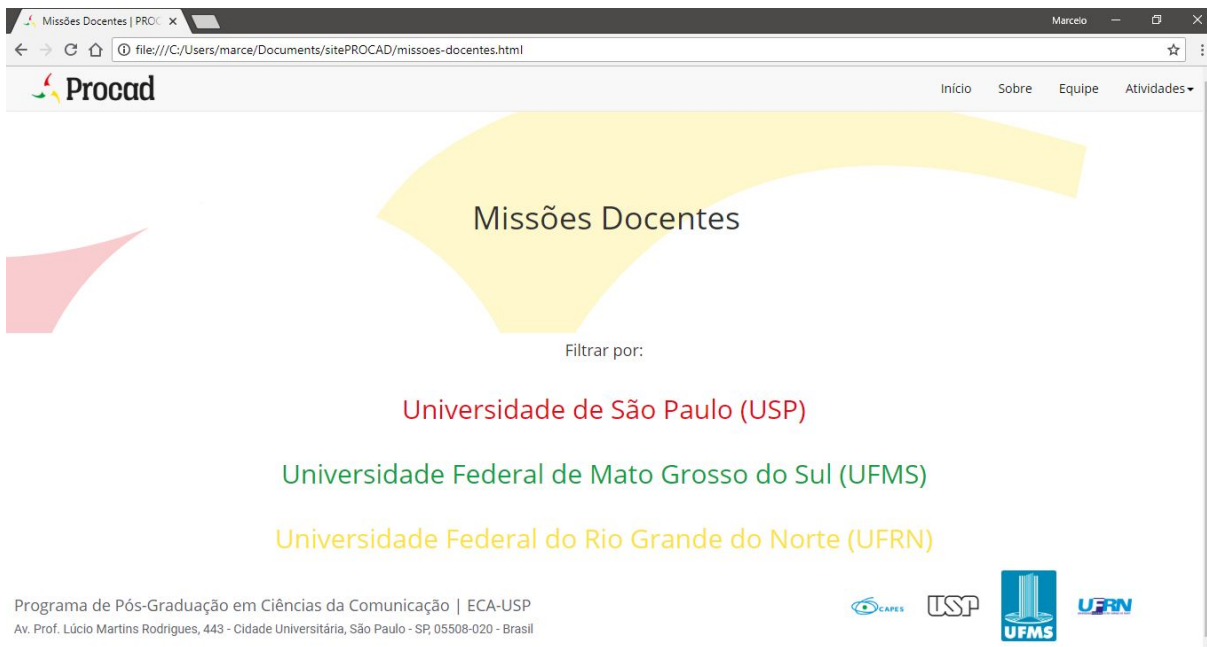 Missões Docentes | PROC
Marcelo
file:///C:/Users/marce/Documents/sitePROCAD/missoes-docentes.html
Procad
Início Sobre Equipe Atividades
Missões Docentes
Filtrar por:
Universidade de São Paulo (USP)
Universidade Federal de Mato Grosso do Sul (UFMS)
Universidade Federal do Rio Grande do Norte (UFRN)
Programa de Pós-Graduação em Ciências da Comunicação | ECA-USP
Av. Prof. Lúcio Martins Rodrigues, 443 - Cidade Universitária, São Paulo - SP, 05508-020 - Brasil
CAPES USP UFMS UFRN